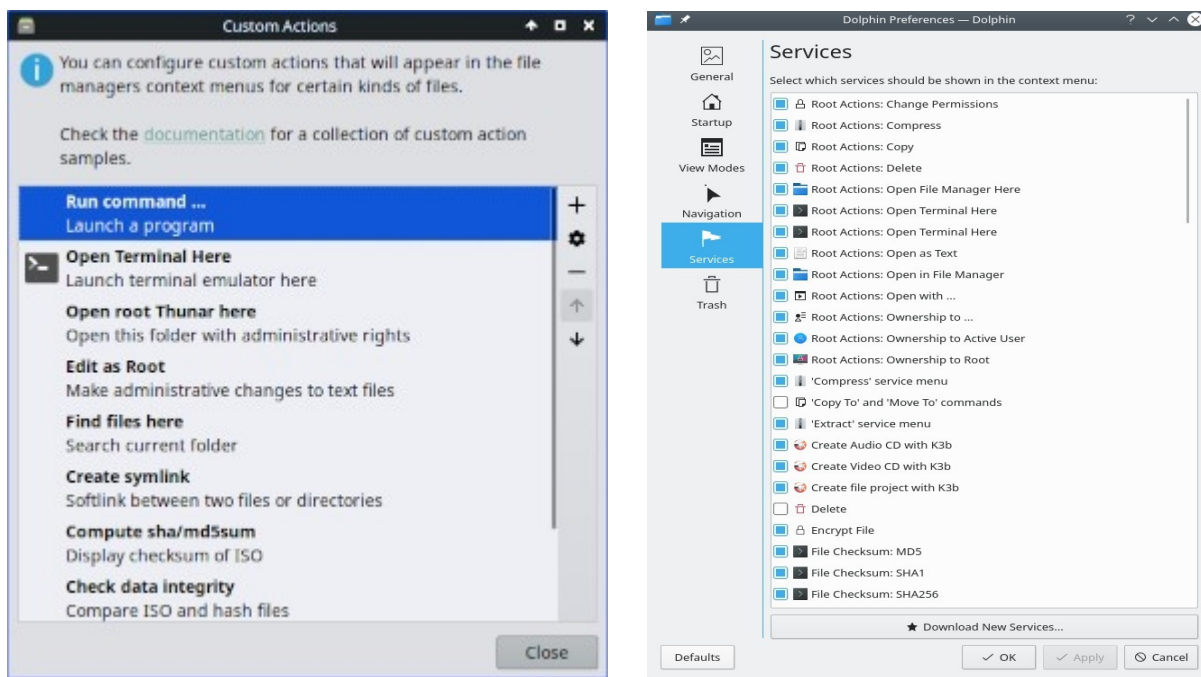 Custom Actions
You can configure custom actions that will appear in the file
managers context menus for certain kinds of files.
Check the documentation for a collection of custom action
samples.
Run command ...
Launch a program
Open Terminal Here
Launch terminal emulator here
Open root Thunar here
Open this folder with administrative rights
Edit as Root
Make administrative changes to text files
Find files here
Search current folder
Create symlink
Softlink between two files or directories
Compute sha/md5sum
Display checksum of ISO
Check data integrity
Compare ISO and hash files
Close
Dolphin Preferences — Dolphin
General
Startup
View Modes
Navigation
Services
Trash
Services
Select which services should be shown in the context menu:
Root Actions: Change Permissions
Root Actions: Compress
Root Actions: Copy
Root Actions: Delete
Root Actions: Open File Manager Here
Root Actions: Open Terminal Here
Root Actions: Open Terminal Here
Root Actions: Open as Text
Root Actions: Open in File Manager
Root Actions: Open with ...
Root Actions: Ownership to ...
Root Actions: Ownership to Active User
Root Actions: Ownership to Root
'Compress' service menu
'Copy To' and 'Move To' commands
'Extract' service menu
Create Audio CD with K3b
Create Video CD with K3b
Create file project with K3b
Delete
Encrypt File
File Checksum: MD5
File Checksum: SHA1
File Checksum: SHA256
Download New Services...
Defaults
OK
Apply
Cancel